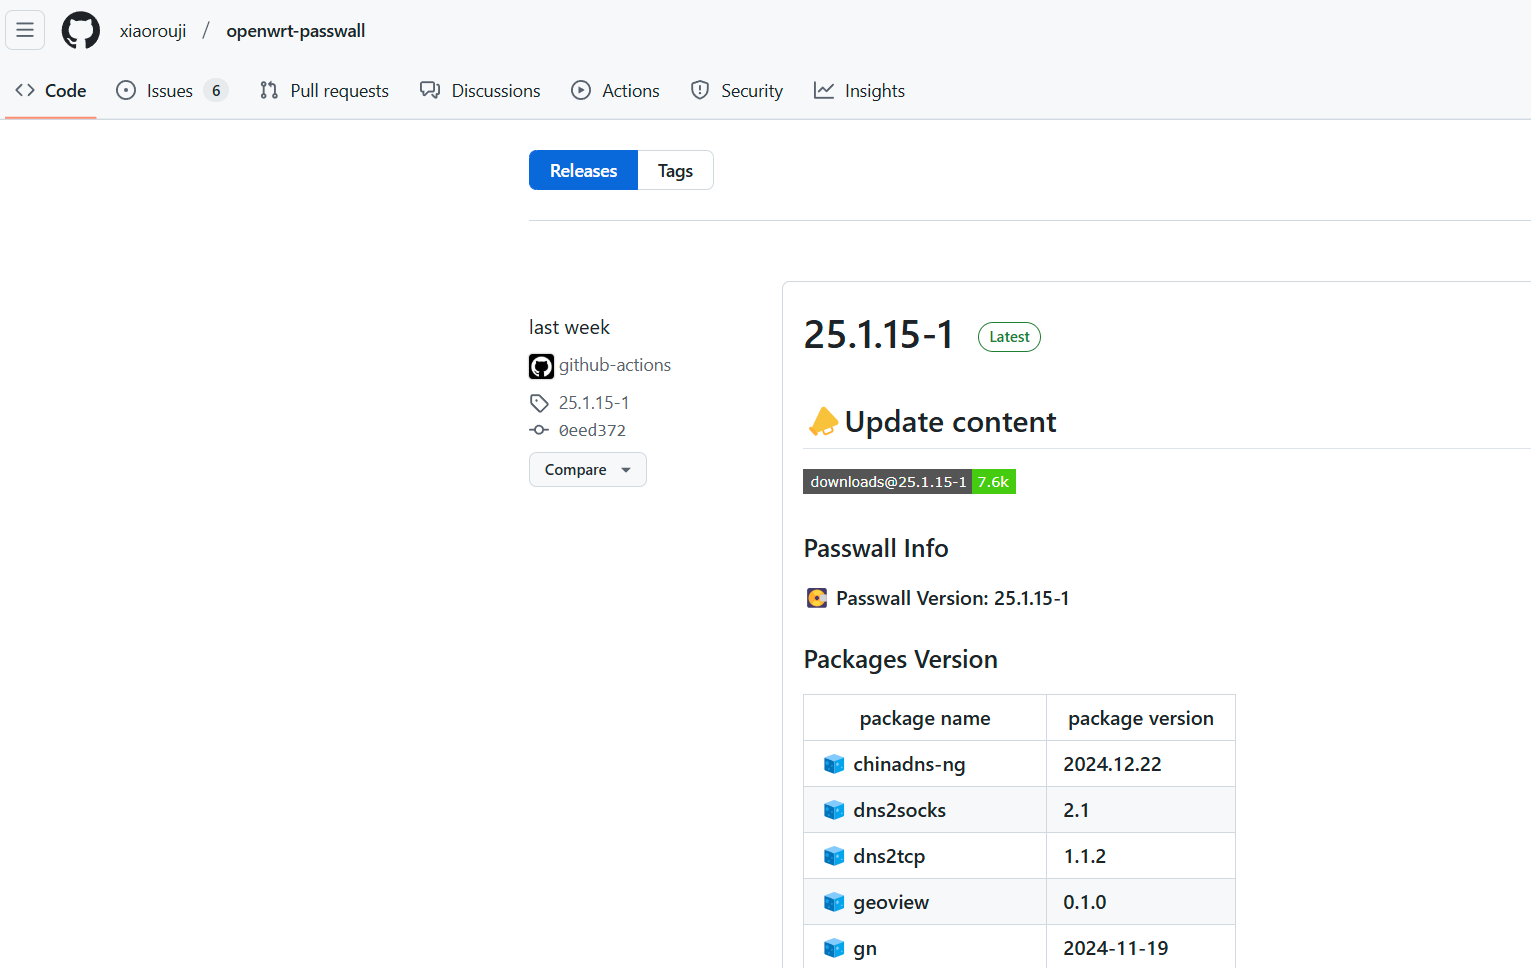 xiaorouji / openwrt-passwall
Code Issues 6 Pull requests Discussions Actions Security Insights
Releases Tags
last week
github-actions
25.1.15-1
0eed372
Compare
25.1.15-1 Latest
Update content
downloads@25.1.15-1 7.6k
Passwall Info
Passwall Version: 25.1.15-1
Packages Version
package name package version
chinadns-ng 2024.12.22
dns2socks 2.1
dns2tcp 1.1.2
geoview 0.1.0
gn 2024-11-19